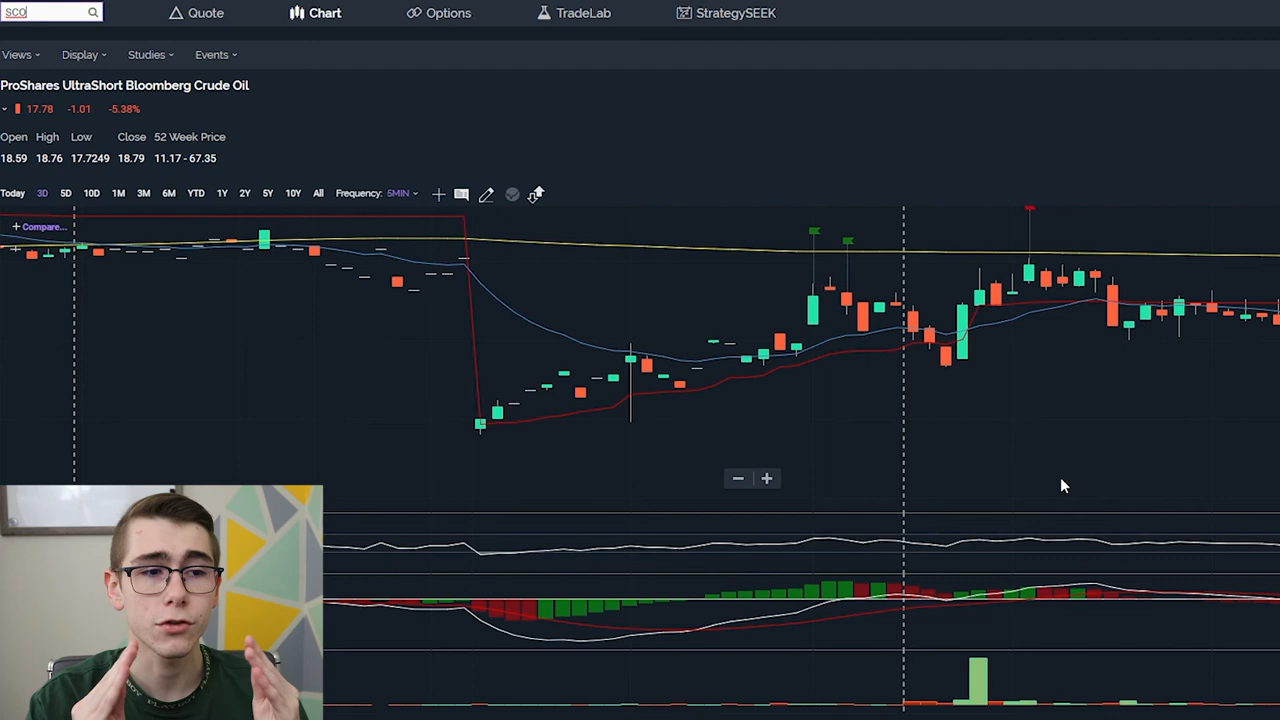 SCO
Quote
Chart
Options
TradeLab
StrategySEEK
Views
Display
Studies
Events
ProShares UltraShort Bloomberg Crude Oil
17.78 -1.01 -5.38%
Open High Low Close 52 Week Price
18.59 18.76 17.7249 18.79 11.17 - 67.35
Today 3D 5D 10D 1M 3M 6M YTD 1Y 2Y 5Y 10Y All Frequency: 5MIN
+ Compare...
BOY PLAYBOY